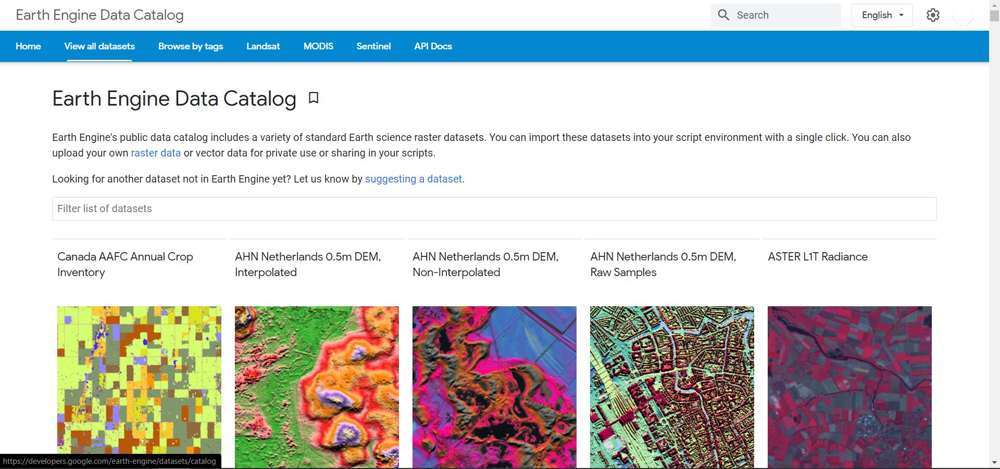 Earth Engine Data Catalog
Search
English
Home
View all datasets
Browse by tags
Landsat
MODIS
Sentinel
API Docs
Earth Engine Data Catalog
Earth Engine's public data catalog includes a variety of standard Earth science raster datasets. You can import these datasets into your script environment with a single click. You can also
upload your own raster data or vector data for private use or sharing in your scripts.
Looking for another dataset not in Earth Engine yet? Let us know by suggesting a dataset.
Filter list of datasets
Canada AAFC Annual Crop
Inventory
AHN Netherlands 0.5m DEM,
Interpolated
AHN Netherlands 0.5m DEM,
Non-Interpolated
AHN Netherlands 0.5m DEM,
Raw Samples
ASTER L1T Radiance
https://developers.google.com/earth-engine/datasets/catalog